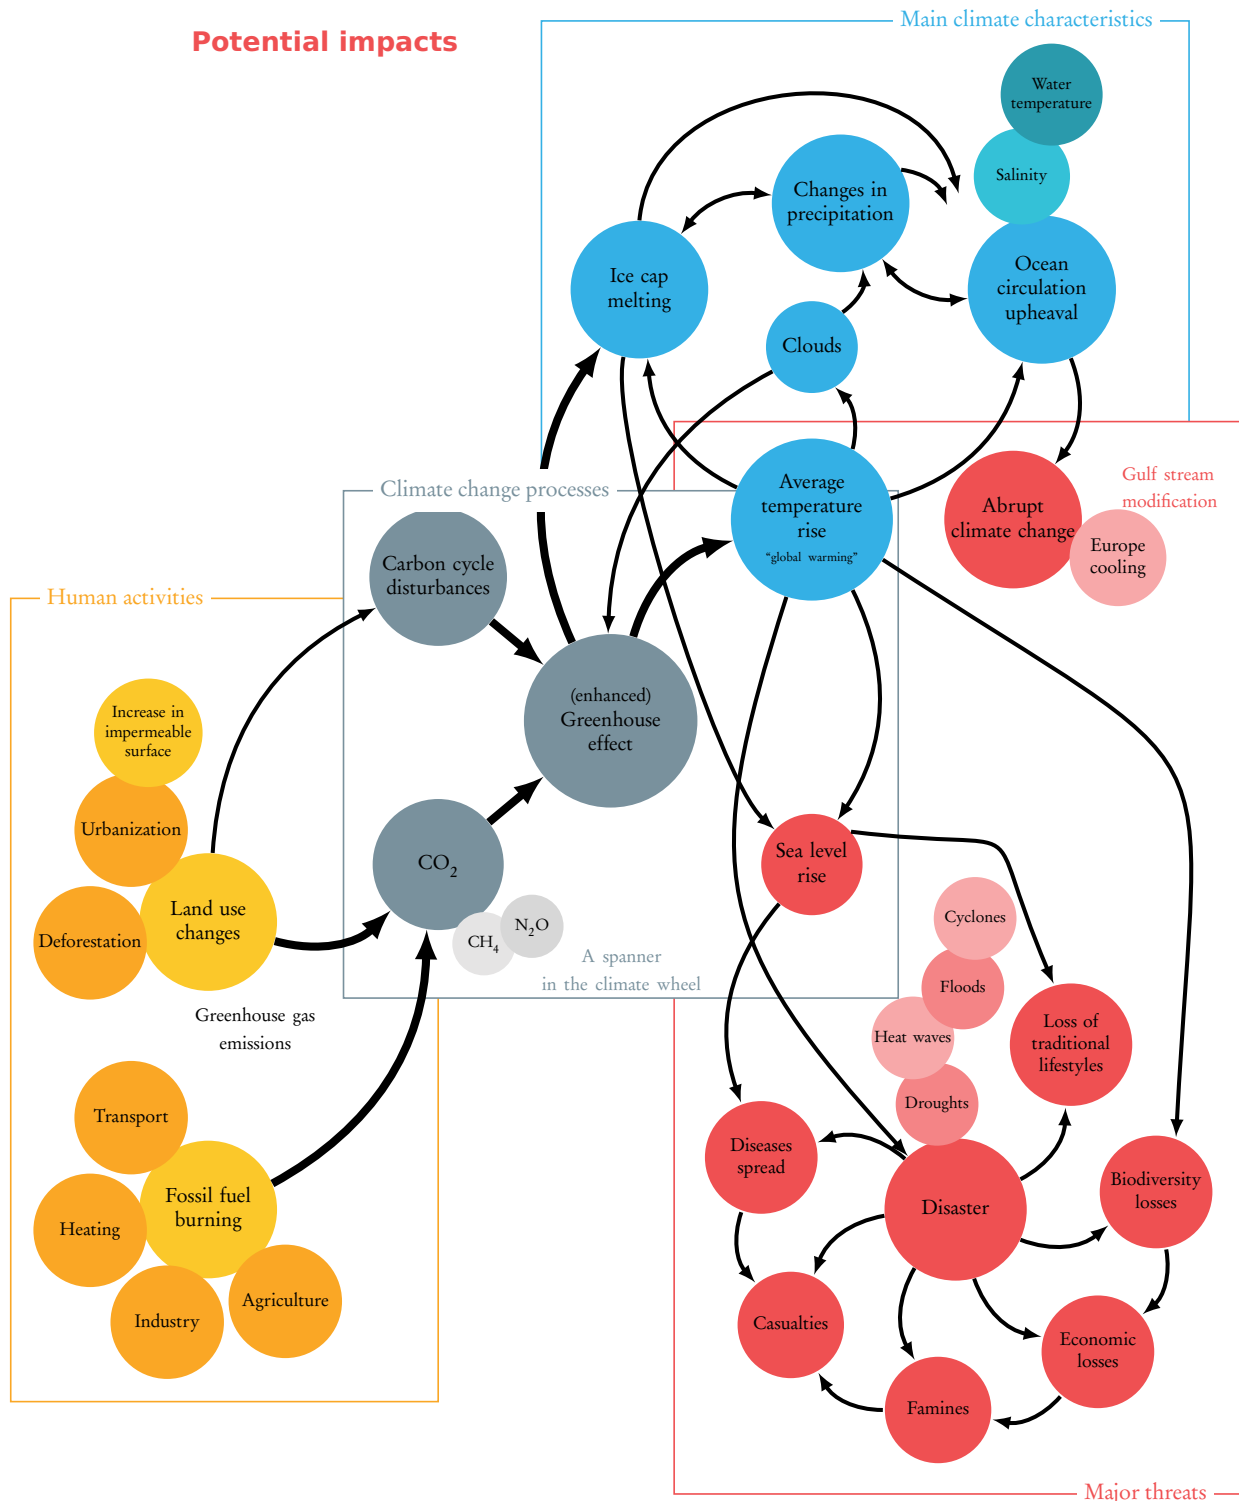 Potential impacts
Main climate characteristics
Water
temperature
Salinity
Changes in
precipitation
Ice cap
melting
Ocean
circulation
upheaval
Clouds
Average
temperature
rise
“global warming”
Abrupt
climate change
Gulf stream
modification
Europe
cooling
Climate change processes
Carbon cycle
disturbances
(enhanced)
Greenhouse
effect
CO2
CH4
N2O
A spanner
in the climate wheel
Human activities
Increase in
impermeable
surface
Urbanization
Land use
changes
Deforestation
Greenhouse gas
emissions
Transport
Fossil fuel
burning
Heating
Industry
Agriculture
Sea level
rise
Cyclones
Floods
Heat waves
Droughts
Loss of
traditional
lifestyles
Diseases
spread
Disaster
Biodiversity
losses
Casualties
Economic
losses
Famines
Major threats